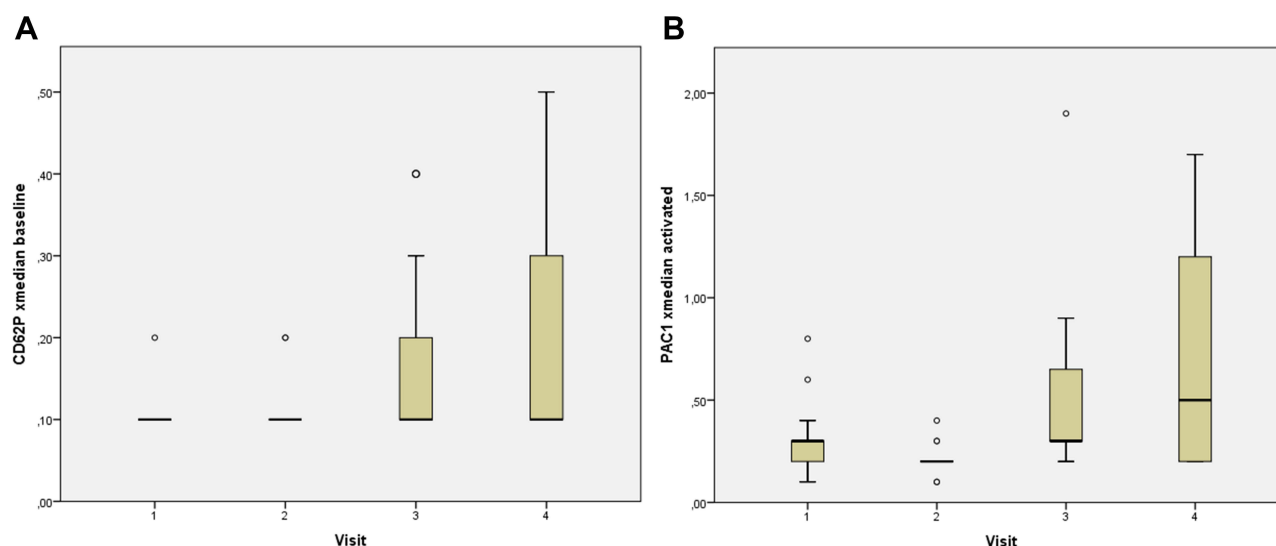 A
CD62P xmedian baseline
,50
,40
,30
,20
,10
,00
1 2 3 4
Visit
B
PAC1 xmedian activated
2,00
1,50
1,00
,50
,00
1 2 3 4
Visit